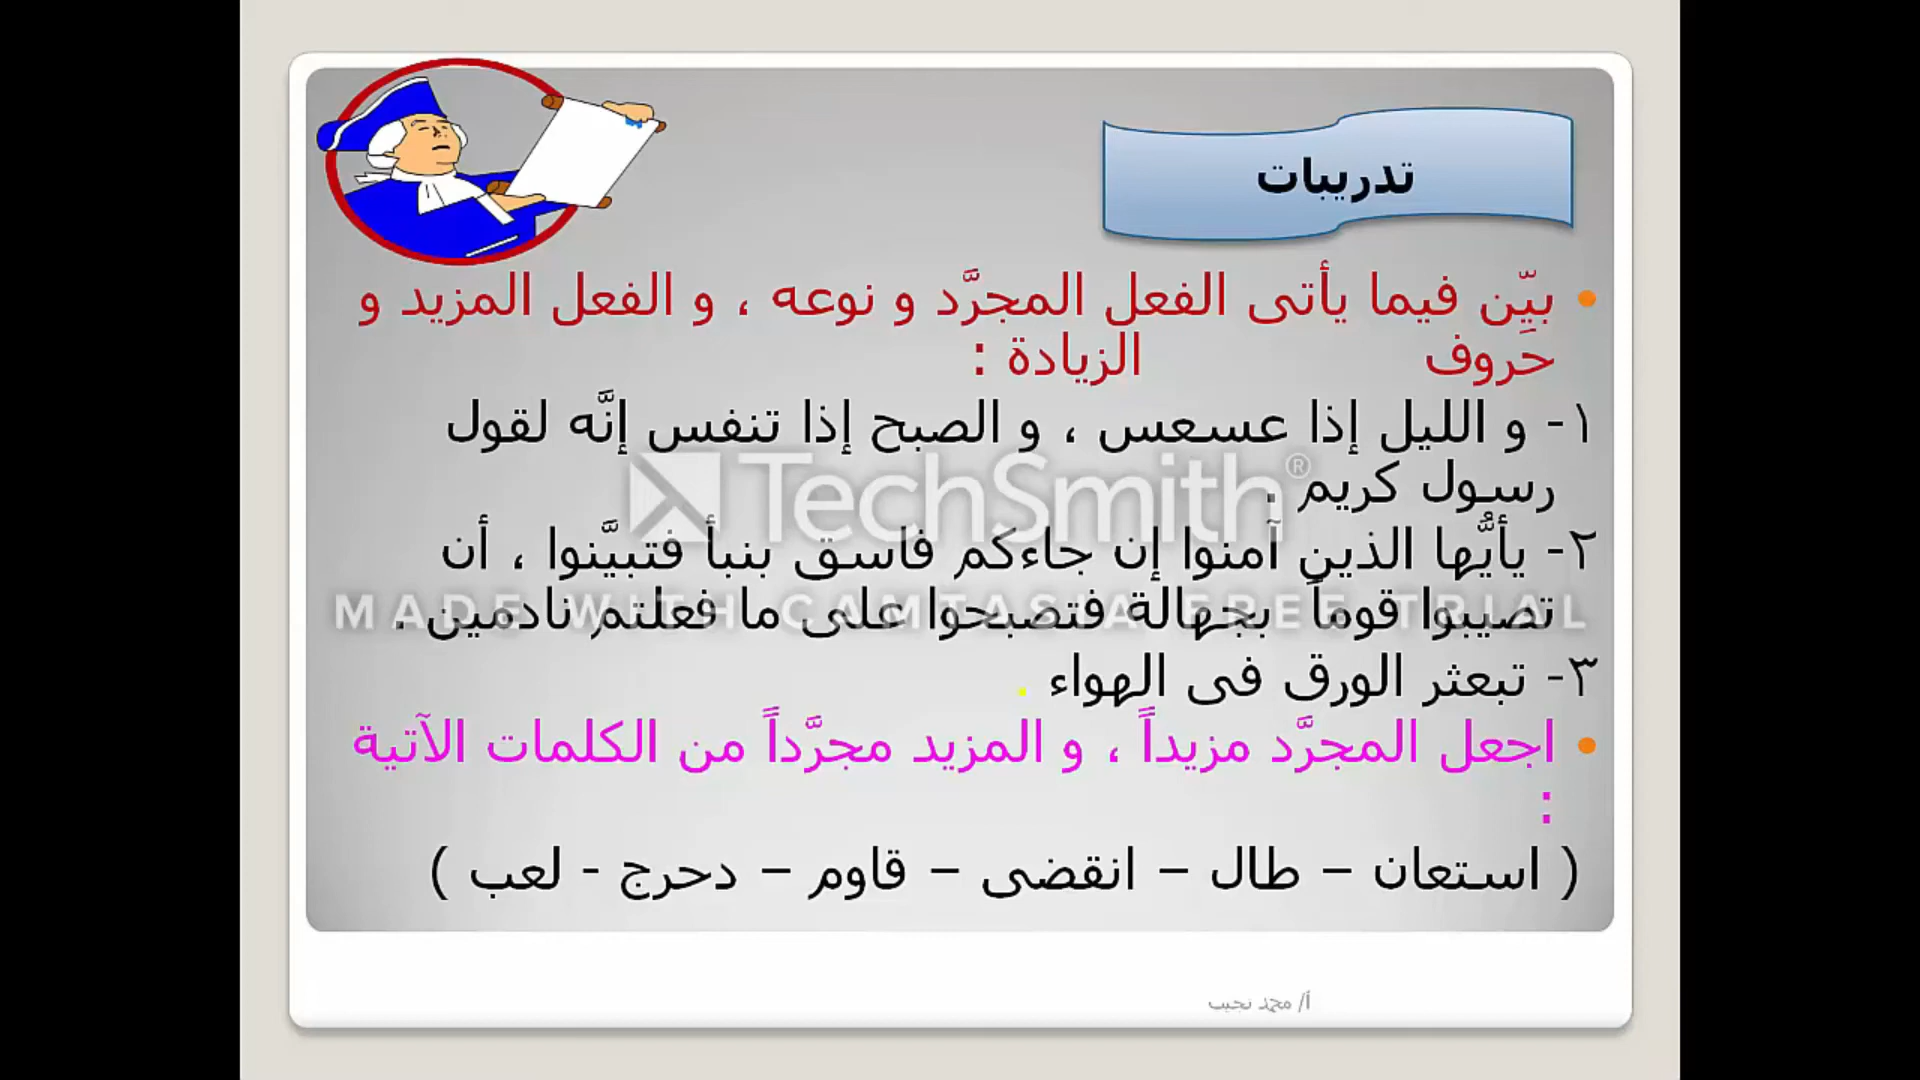 تدريبات
بيِّن فيما يأتى الفعل المجرَّد و نوعه ، و الفعل المزيد و
حروف الزيادة :
١- و الليل إذا عسعس ، و الصبح إذا تنفس إنَّه لقول
رسول كريم .
TechSmith®
٢- يأيُّها الذين آمنوا إن جاءكم فاسق بنبأ فتبيَّنوا ، أن
تصيبوا قوماً بجهالة فتصبحوا على ما فعلتم نادمين .
MADE WITH CAMTASIA FREE TRIAL
٣- تبعثر الورق فى الهواء .
اجعل المجرَّد مزيداً ، و المزيد مجرَّداً من الكلمات الآتية
:
( استعان – طال – انقضى – قاوم – دحرج - لعب )
أ/ محمد نجيب